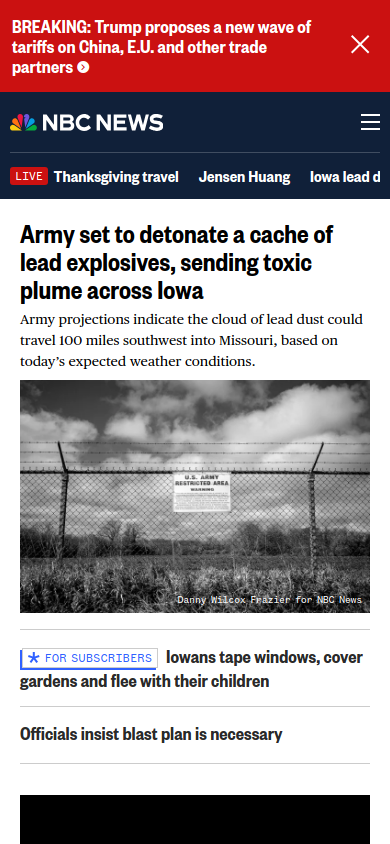 BREAKING: Trump proposes a new wave of
tariffs on China, E.U. and other trade
partners
NBC NEWS
LIVE Thanksgiving travel Jensen Huang Iowa lead d
Army set to detonate a cache of
lead explosives, sending toxic
plume across Iowa
Army projections indicate the cloud of lead dust could
travel 100 miles southwest into Missouri, based on
today’s expected weather conditions.
U.S. ARMY
RESTRICTED AREA
WARNING
Danny Wilcox Frazier for NBC News
FOR SUBSCRIBERS Iowans tape windows, cover
gardens and flee with their children
Officials insist blast plan is necessary